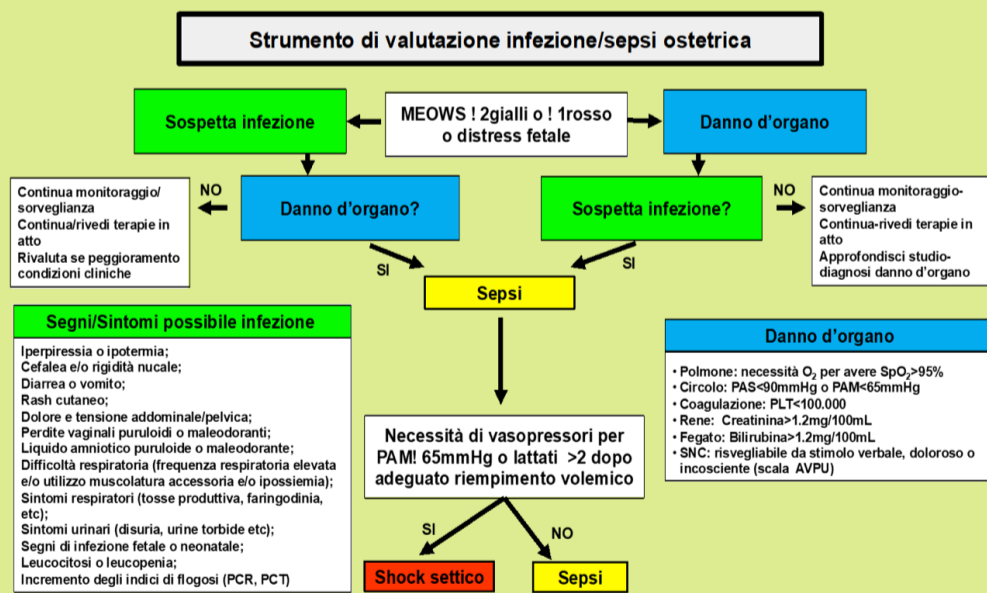 Strumento di valutazione infezione/sepsi ostetrica
Sospetta infezione
MEOWS ! 2gialli o ! 1rosso
o distress fetale
Danno d'organo
NO
Continua monitoraggio/
sorveglianza
Continua/rivedi terapie in
atto
Rivaluta se peggioramento
condizioni cliniche
Danno d'organo?
Sospetta infezione?
NO
Continua monitoraggio-
sorveglianza
Continua-rivedi terapie in
atto
Approfondisci studio-
diagnosi danno d'organo
SI
SI
Sepsi
Segni/Sintomi possibile infezione
Iperpiressia o ipotermia;
Cefalea e/o rigidità nucale;
Diarrea o vomito;
Rash cutaneo;
Dolore e tensione addominale/pelvica;
Perdite vaginali puruloidi o maleodoranti;
Liquido amniotico puruloide o maleodorante;
Difficoltà respiratoria (frequenza respiratoria elevata
e/o utilizzo muscolatura accessoria e/o ipossiemia);
Sintomi respiratori (tosse produttiva, faringodinia,
etc);
Sintomi urinari (disuria, urine torbide etc);
Segni di infezione fetale o neonatale;
Leucocitosi o leucopenia;
Incremento degli indici di flogosi (PCR, PCT)
Necessità di vasopressori per
PAM! 65mmHg o lattati >2 dopo
adeguato riempimento volemico
Danno d'organo
• Polmone: necessità O₂ per avere SpO₂>95%
• Circolo: PAS<90mmHg o PAM<65mmHg
• Coagulazione: PLT<100.000
• Rene: Creatinina>1.2mg/100mL
• Fegato: Bilirubina>1.2mg/100mL
• SNC: risvegliabile da stimolo verbale, doloroso o
incosciente (scala AVPU)
SI
NO
Shock settico
Sepsi